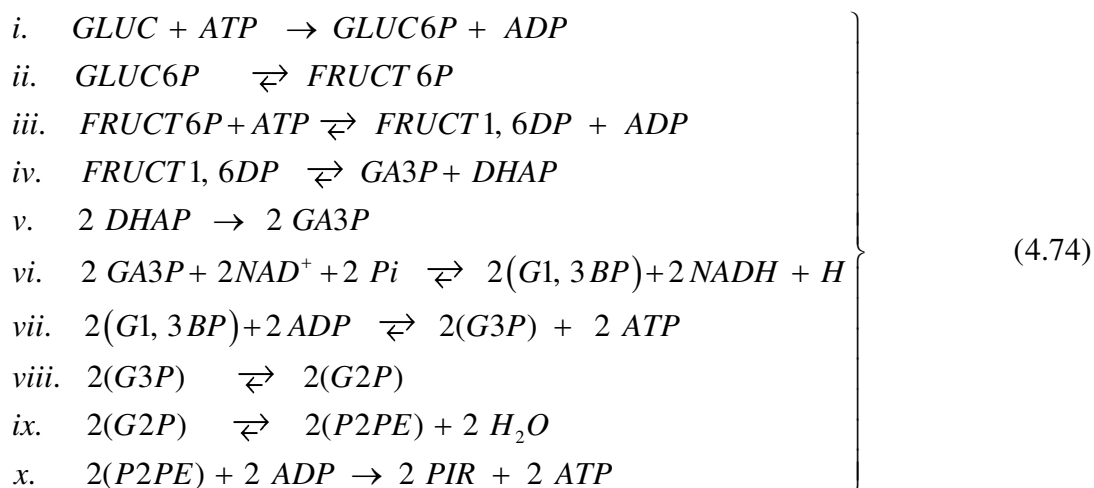 i. GLUC + ATP → GLUC6P + ADP
ii. GLUC6P ⇄ FRUCT 6P
iii. FRUCT6P + ATP ⇄ FRUCT1, 6DP + ADP
iv. FRUCT1, 6DP ⇄ GA3P + DHAP
v. 2 DHAP → 2 GA3P
vi. 2 GA3P + 2NAD⁺ + 2 Pi ⇄ 2(G1, 3BP) + 2 NADH + H
vii. 2(G1, 3BP) + 2 ADP ⇄ 2(G3P) + 2 ATP
viii. 2(G3P) ⇄ 2(G2P)
ix. 2(G2P) ⇄ 2(P2PE) + 2 H₂O
x. 2(P2PE) + 2 ADP → 2 PIR + 2 ATP
(4.74)